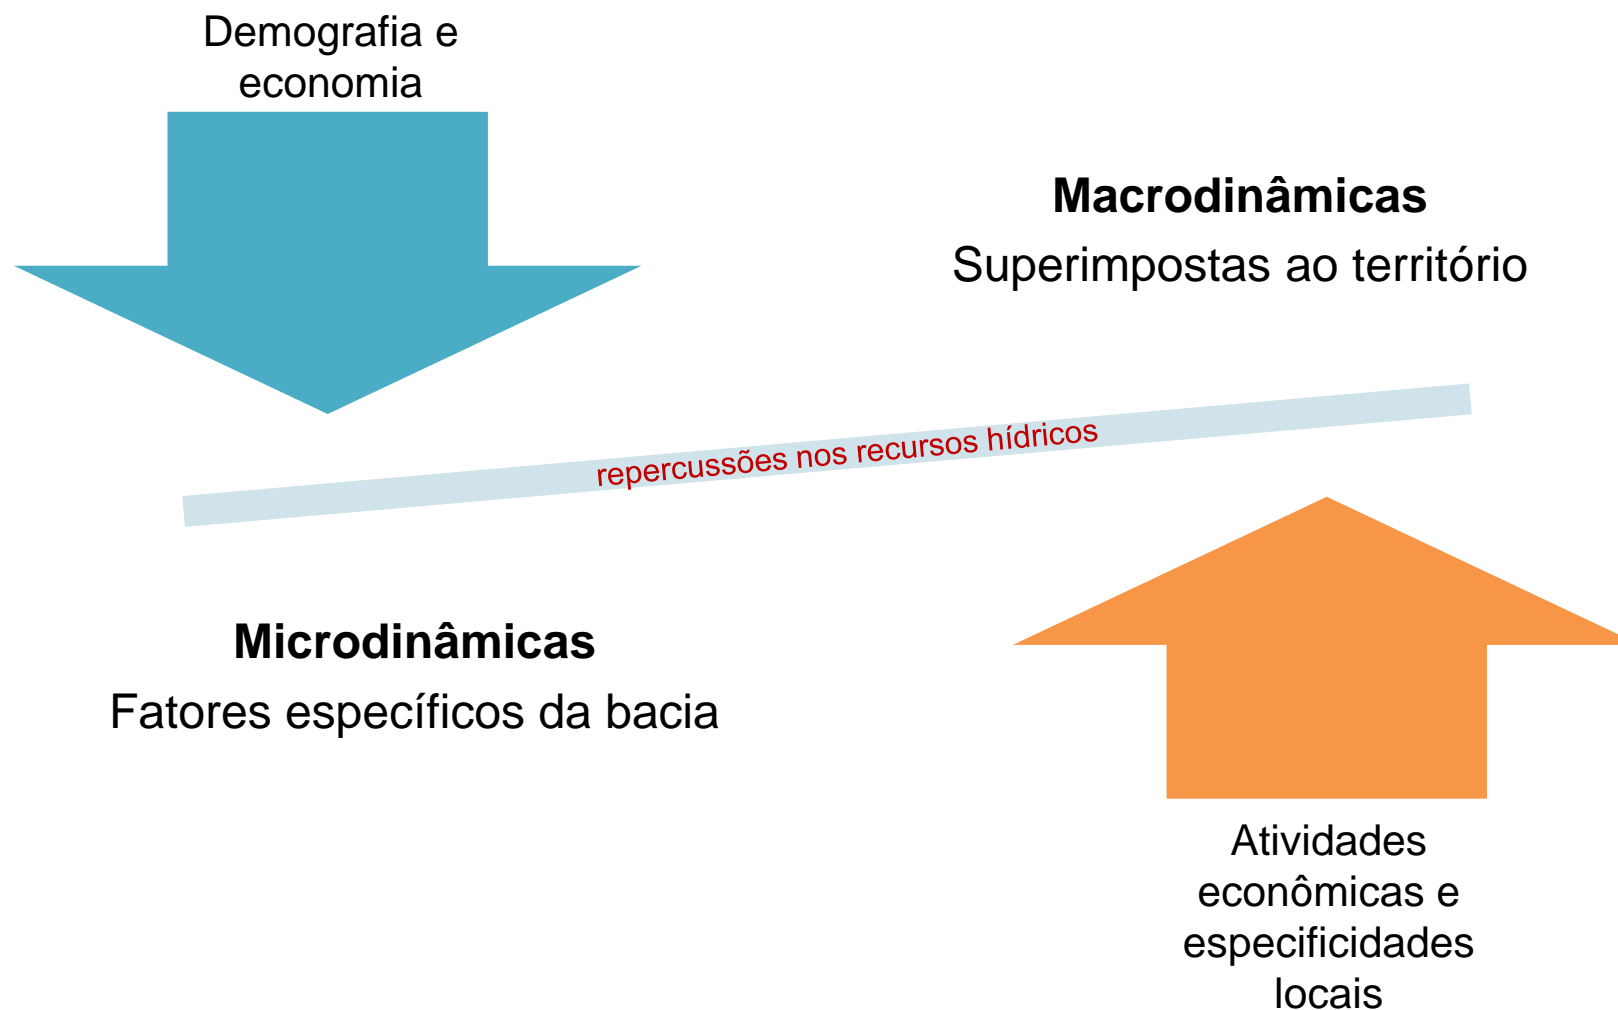 Demografia e
economia
Macrodinâmicas
Superimpostas ao território
repercussões nos recursos hídricos
Microdinâmicas
Fatores específicos da bacia
Atividades
econômicas e
especificidades
locais